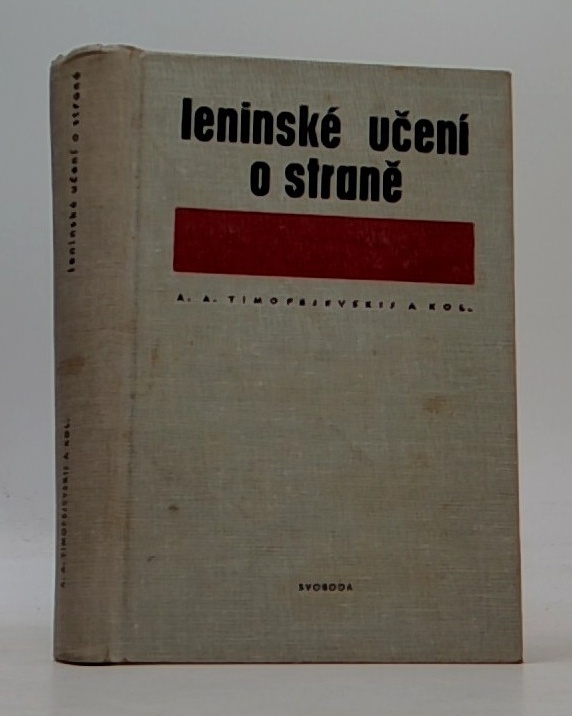 leninské učení
o straně
A. A. TIMOFEJEVSKIJ A KOL.
SVOBODA
leninské učení o straně
A. A. TIMOFEJEVSKIJ A KOL.